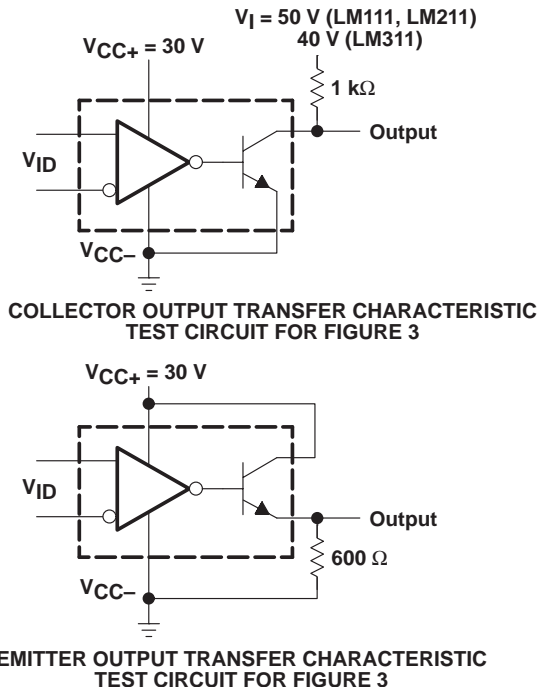 VI = 50 V (LM111, LM211)
40 V (LM311)
VCC+ = 30 V
1 kΩ
Output
VID
VCC–
COLLECTOR OUTPUT TRANSFER CHARACTERISTIC
TEST CIRCUIT FOR FIGURE 3
VCC+ = 30 V
VID
Output
600 Ω
VCC–
EMITTER OUTPUT TRANSFER CHARACTERISTIC
TEST CIRCUIT FOR FIGURE 3